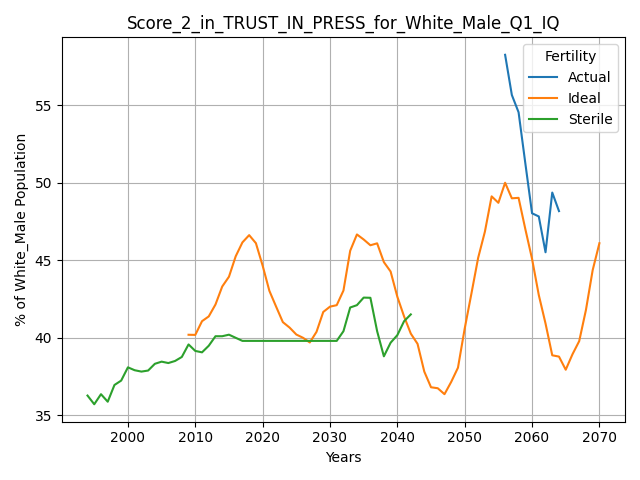 Score_2_in_TRUST_IN_PRESS_for_White_Male_Q1_IQ
Fertility
Actual
Ideal
Sterile
% of White_Male Population
55
50
45
40
35
2000
2010
2020
2030
2040
2050
2060
2070
Years